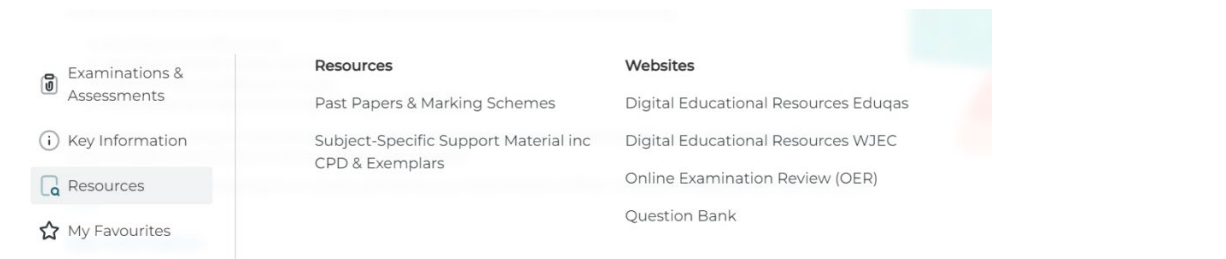 Examinations &
Assessments
Key Information
Resources
My Favourites
Resources
Past Papers & Marking Schemes
Subject-Specific Support Material inc
CPD & Exemplars
Websites
Digital Educational Resources Eduqas
Digital Educational Resources WJEC
Online Examination Review (OER)
Question Bank